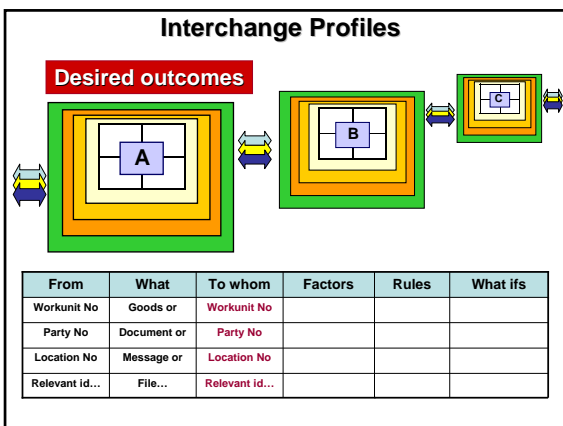 Interchange Profiles
Desired outcomes
A
B
C
From What To whom Factors Rules What ifs
Workunit No Goods or Workunit No
Party No Document or Party No
Location No Message or Location No
Relevant id... File... Relevant id...